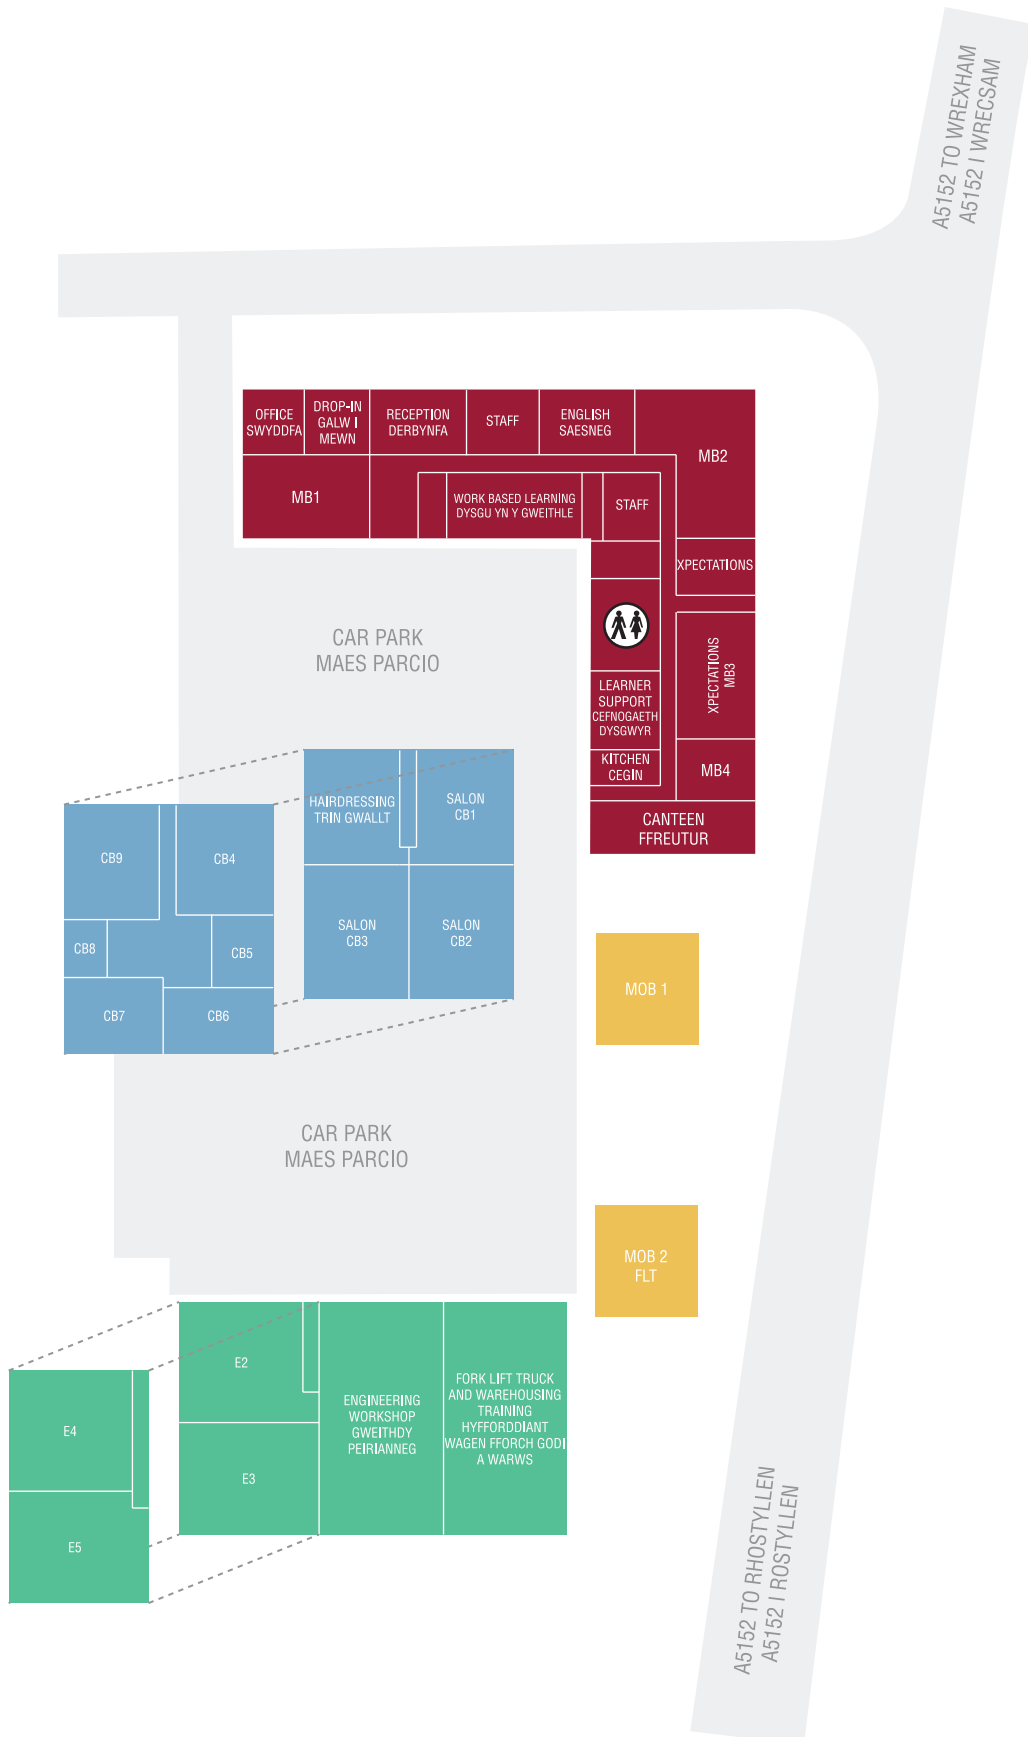 A5152 TO WREXHAM
A5152 I WRECSAM
OFFICE
SWYDDFA
DROP-IN
GALW I
MEWN
RECEPTION
DERBYNFA
STAFF
ENGLISH
SAESNEG
MB2
MB1
WORK BASED LEARNING
DYSGU YN Y GWEITHLE
STAFF
XPECTATIONS
XPECTATIONS
MB3
LEARNER
SUPPORT
CEFNOGAETH
DYSGWYR
KITCHEN
CEGIN
MB4
CANTEEN
FFREUTUR
CAR PARK
MAES PARCIO
HAIRDRESSING
TRIN GWALLT
SALON
CB1
SALON
CB3
SALON
CB2
CB9
CB4
CB8
CB5
CB7
CB6
MOB 1
CAR PARK
MAES PARCIO
MOB 2
FLT
E2
E3
ENGINEERING
WORKSHOP
GWEITHDY
PEIRIANNEG
FORK LIFT TRUCK
AND WAREHOUSING
TRAINING
HYFFORDDIANT
WAGEN FFORCH GODI
A WARWS
E4
E5
A5152 TO RHOSTYLLEN
A5152 I ROSTYLLEN